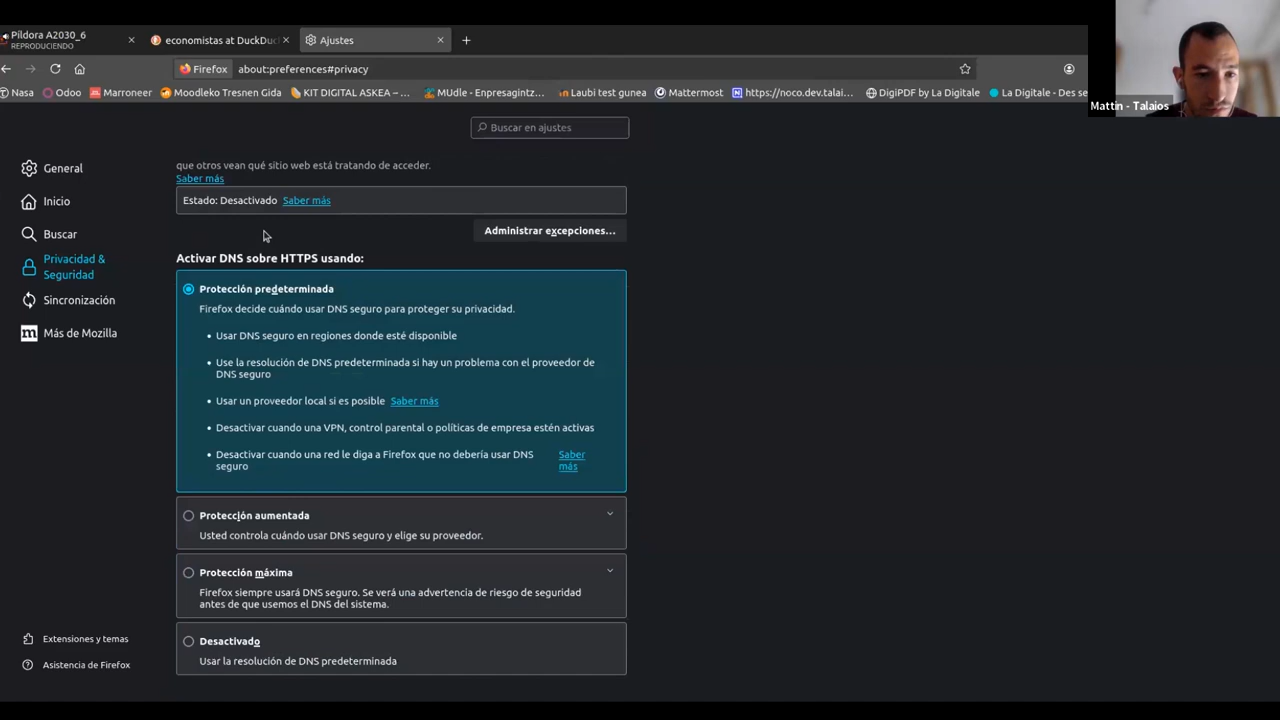 Píldora A2030_6
REPRODUCIENDO
economistas at DuckDuc
Ajustes
Firefox
about:preferences#privacy
Nasa
Odoo
Marroneer
Moodleko Tresnen Gida
KIT DIGITAL ASKEA – ...
MUdle - Enpresagintz...
Laubi test gunea
Mattermost
https://noco.dev.talai...
DigiPDF by La Digitale
La Digitale - Des se
Mattin - Talaios
Buscar en ajustes
General
Inicio
Buscar
Privacidad &
Seguridad
Sincronización
Más de Mozilla
Extensiones y temas
Asistencia de Firefox
que otros vean qué sitio web está tratando de acceder.
Saber más
Estado: Desactivado Saber más
Administrar excepciones...
Activar DNS sobre HTTPS usando:
Protección predeterminada
Firefox decide cuándo usar DNS seguro para proteger su privacidad.
• Usar DNS seguro en regiones donde esté disponible
• Use la resolución de DNS predeterminada si hay un problema con el proveedor de
DNS seguro
• Usar un proveedor local si es posible Saber más
• Desactivar cuando una VPN, control parental o políticas de empresa estén activas
• Desactivar cuando una red le diga a Firefox que no debería usar DNS
seguro
Saber
más
Protección aumentada
Usted controla cuándo usar DNS seguro y elige su proveedor.
Protección máxima
Firefox siempre usará DNS seguro. Se verá una advertencia de riesgo de seguridad
antes de que usemos el DNS del sistema.
Desactivado
Usar la resolución de DNS predeterminada